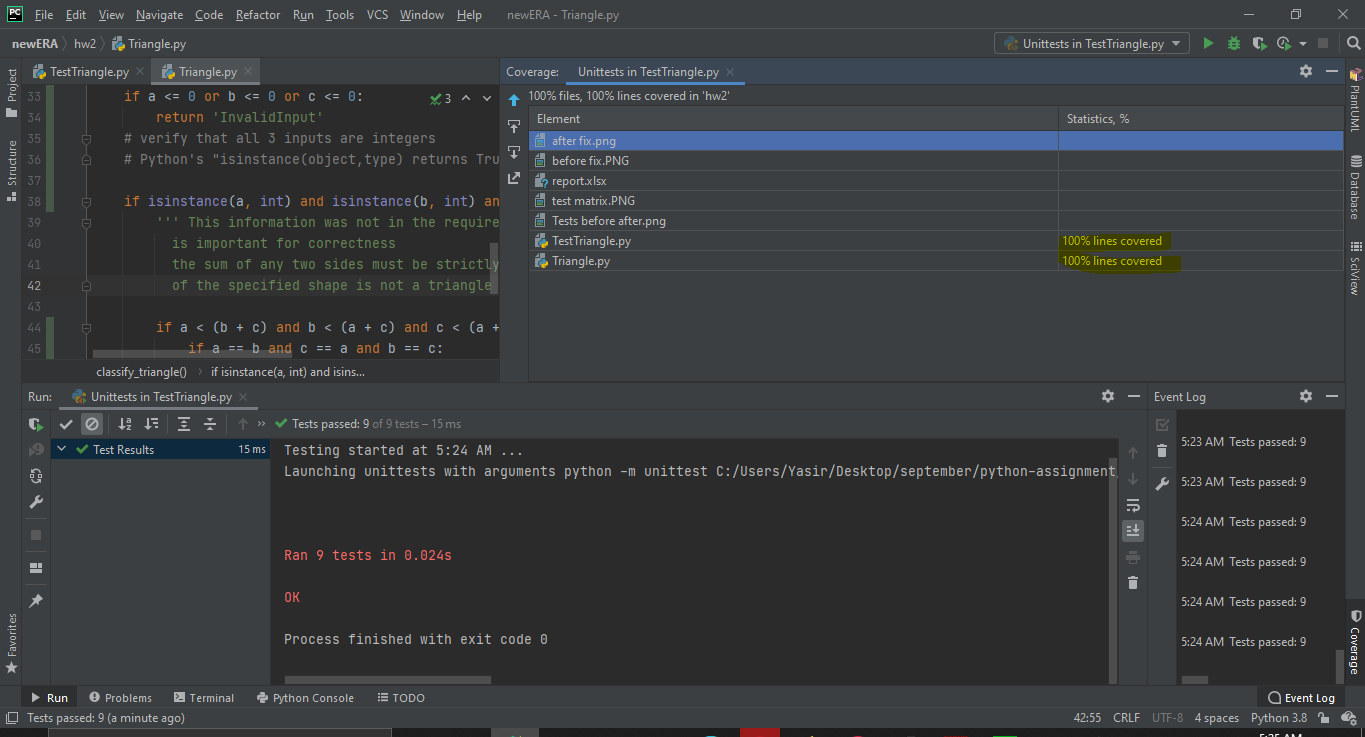 PC File Edit View Navigate Code Refactor Run Tools VCS Window Help newERA - Triangle.py
newERA hw2 Triangle.py Unittests in TestTriangle.py
Project
Structure
Favorites
TestTriangle.py Triangle.py
33 if a <= 0 or b <= 0 or c <= 0:
3
34 return 'InvalidInput'
35 # verify that all 3 inputs are integers
36 # Python's "isinstance(object,type) returns Tru
37
38 if isinstance(a, int) and isinstance(b, int) an
39 ''' This information was not in the require
40 is important for correctness
41 the sum of any two sides must be strictly
42 of the specified shape is not a triangle
43
44 if a < (b + c) and b < (a + c) and c < (a +
45 if a == b and c == a and b == c:
classify_triangle() if isinstance(a, int) and isins...
Coverage: Unittests in TestTriangle.py
100% files, 100% lines covered in 'hw2'
Element Statistics, %
after fix.png
before fix.PNG
report.xlsx
test matrix.PNG
Tests before after.png
TestTriangle.py 100% lines covered
Triangle.py 100% lines covered
PlantUML
Database
SciView
Coverage
Run: Unittests in TestTriangle.py
Tests passed: 9 of 9 tests – 15 ms
Test Results 15 ms
Testing started at 5:24 AM ...
Launching unittests with arguments python -m unittest C:/Users/Yasir/Desktop/september/python-assignment
Ran 9 tests in 0.024s
OK
Process finished with exit code 0
Event Log
5:23 AM Tests passed: 9
5:23 AM Tests passed: 9
5:24 AM Tests passed: 9
5:24 AM Tests passed: 9
5:24 AM Tests passed: 9
5:24 AM Tests passed: 9
Run Problems Terminal Python Console TODO Event Log
Tests passed: 9 (a minute ago) 42:55 CRLF UTF-8 4 spaces Python 3.8